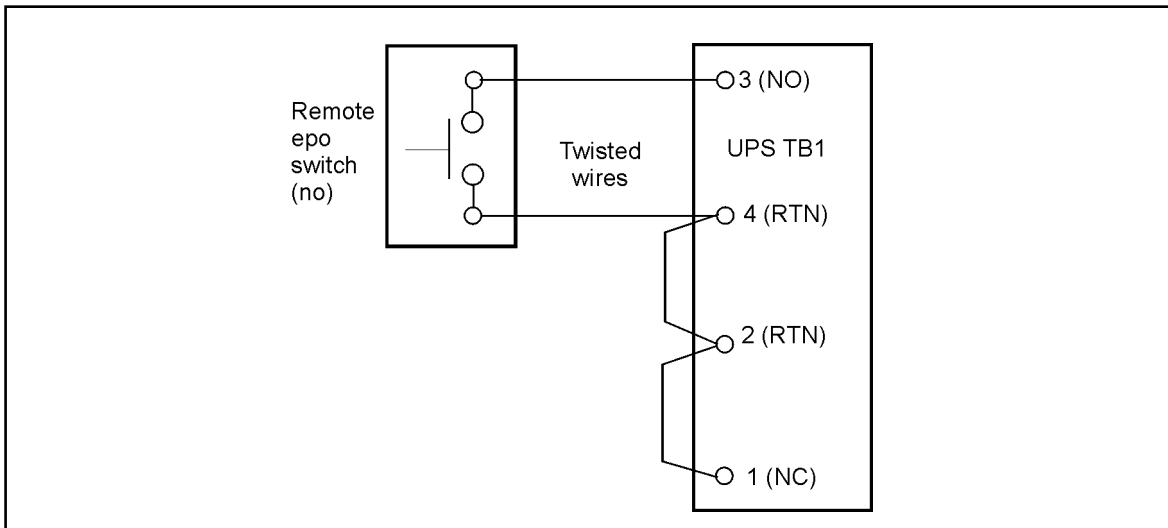 Remote
epo
switch
(no)
Twisted
wires
3 (NO)
UPS TB1
4 (RTN)
2 (RTN)
1 (NC)